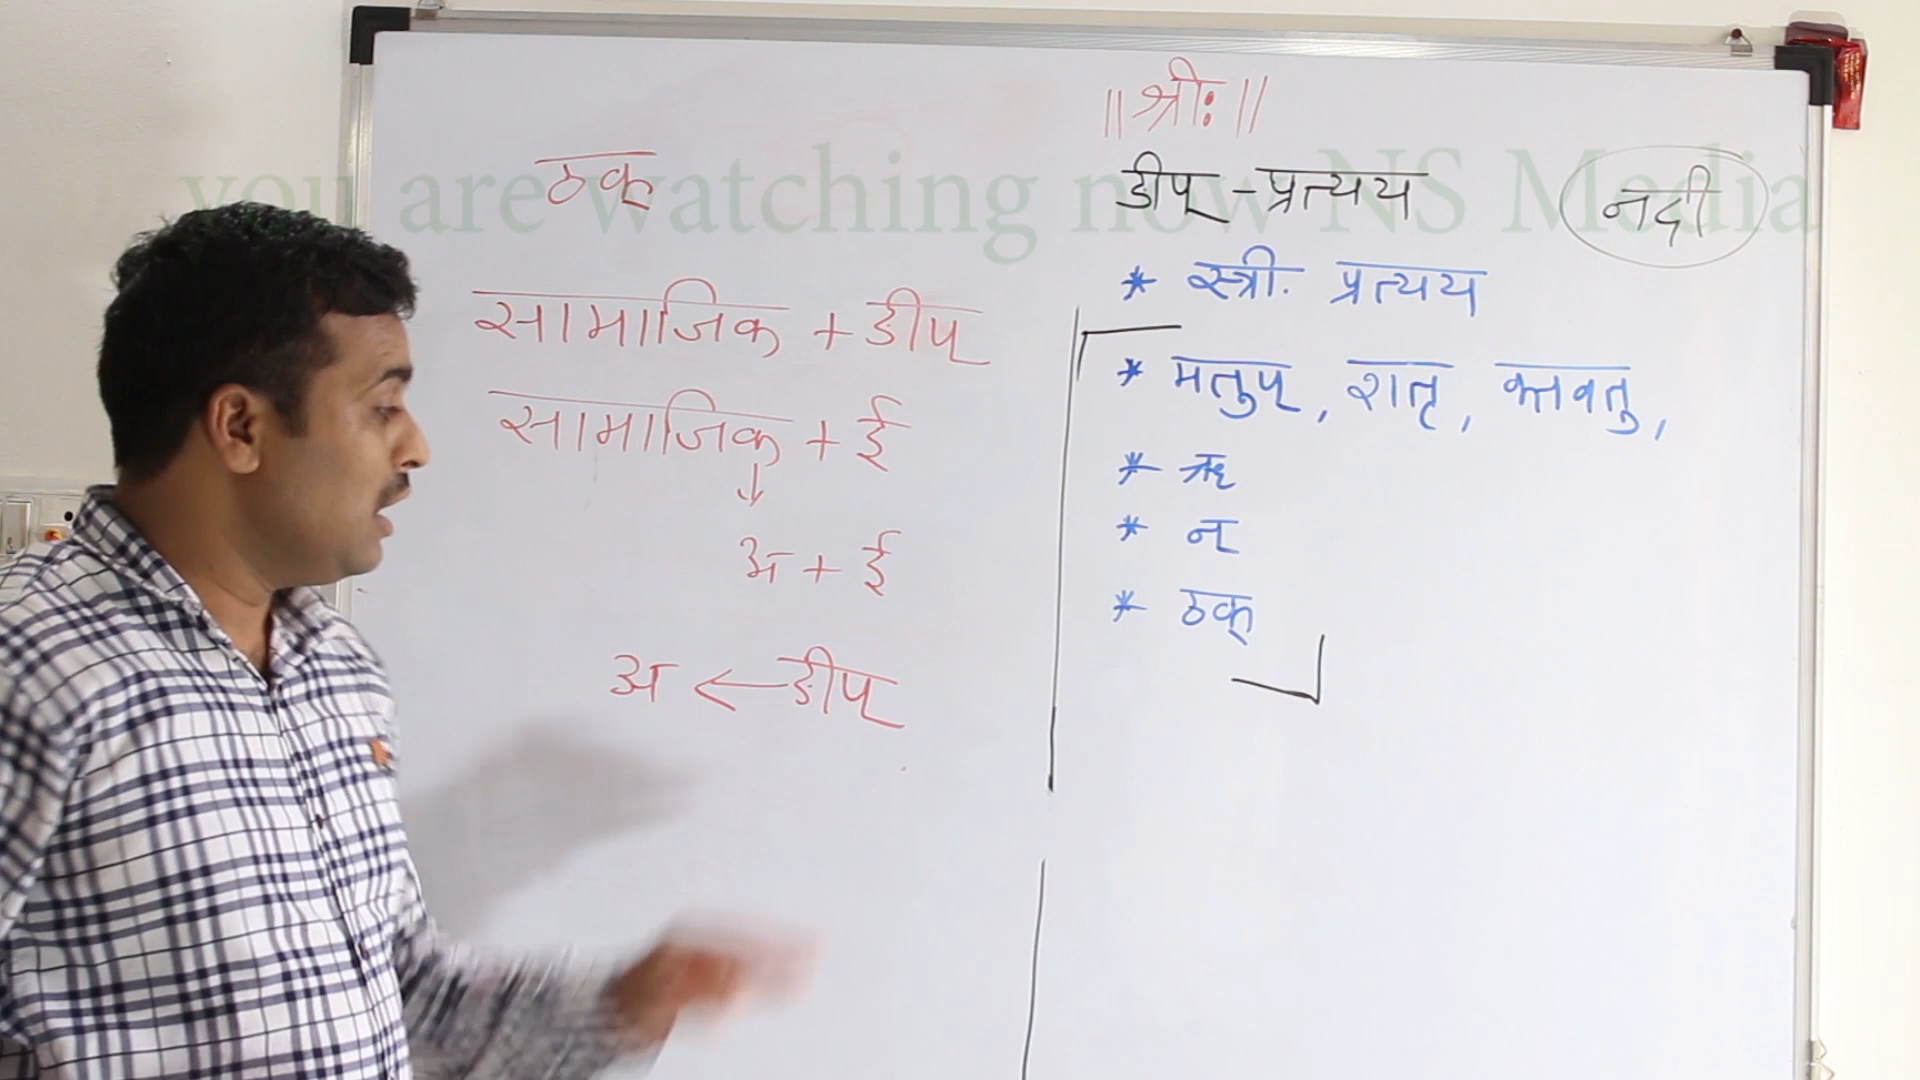 ॥ श्रीः ॥
you are watching now NS Media
ठक्
सामाजिक + ङीप्
सामाजिक + ई
↓
अ + ई
अ ← ङीप्
ङीप् - प्रत्यय
नदी
* स्त्री. प्रत्यय
* मतुप्, शतृ, क्तवतु,
* ऋ
* न्
* ठक्